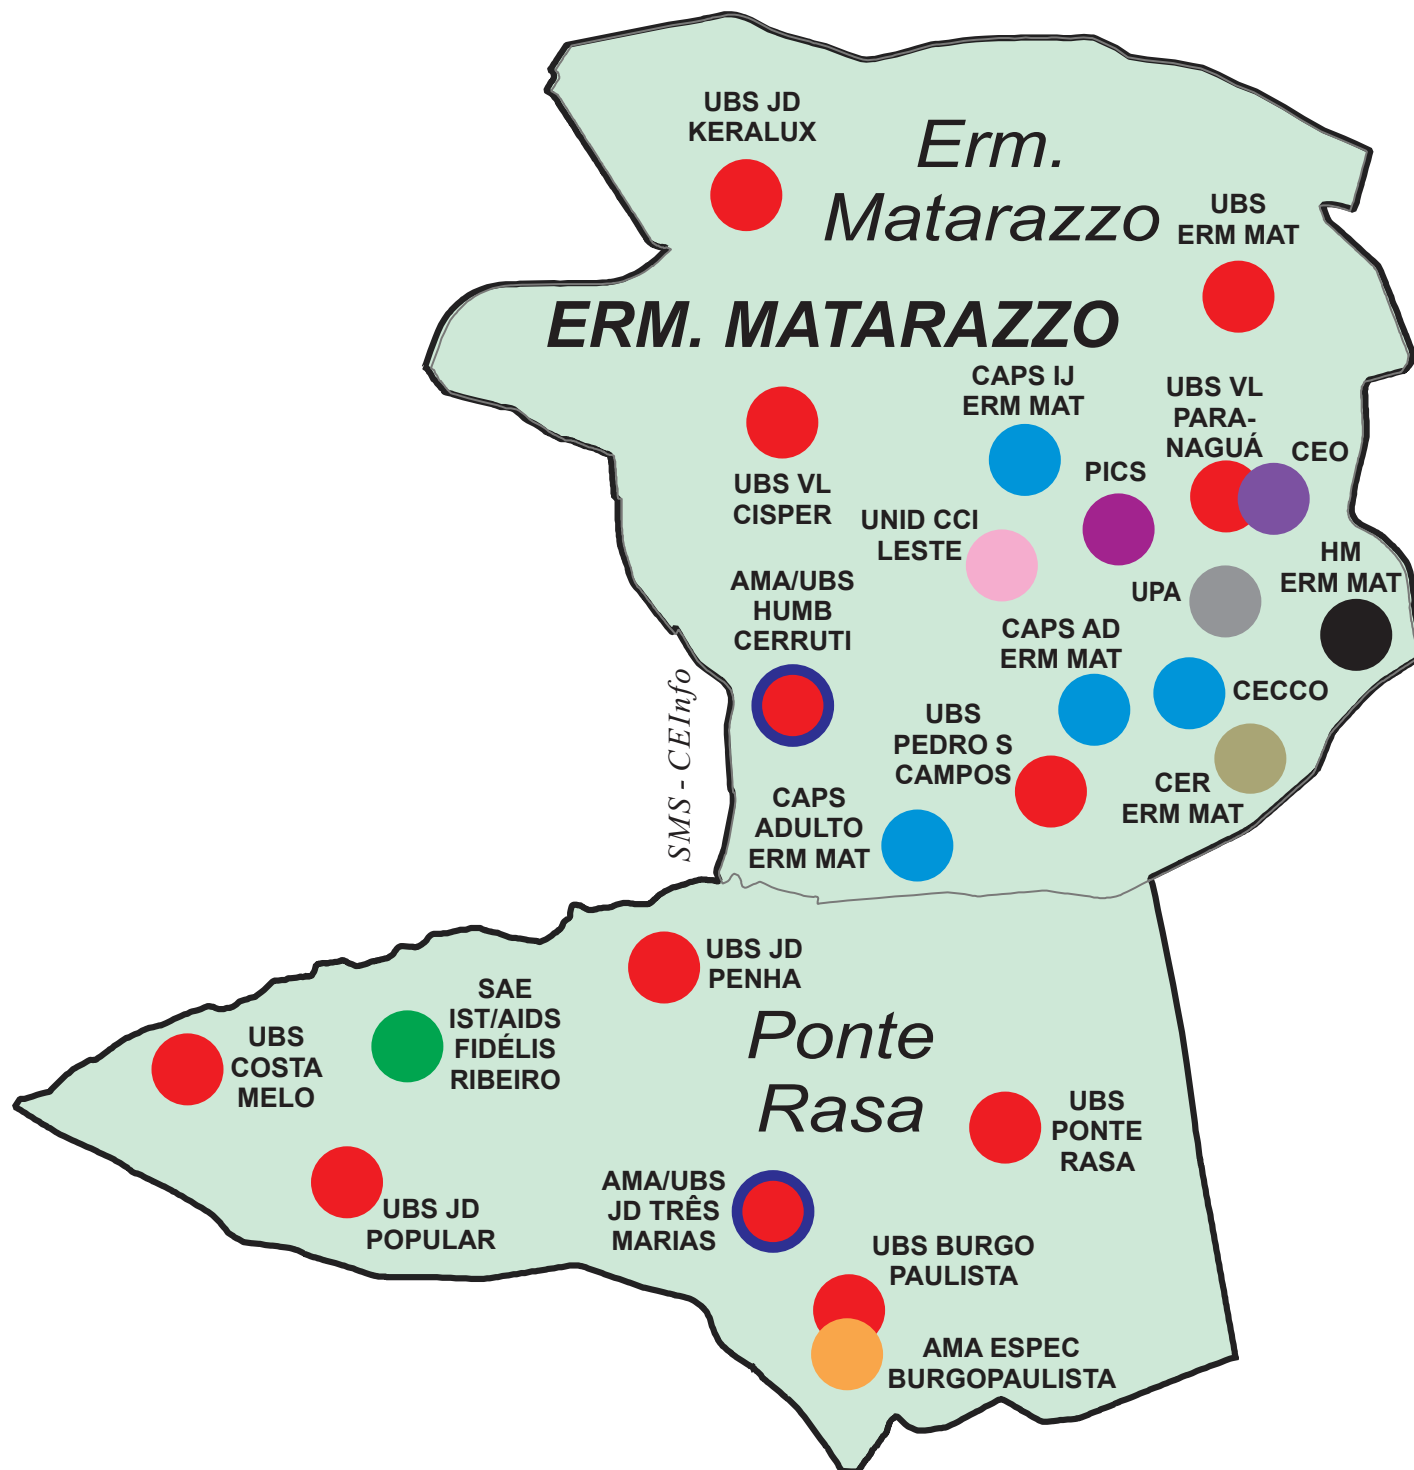 UBS JD
KERALUX
Erm.
Matarazzo
UBS
ERM MAT
ERM. MATARAZZO
CAPS IJ
ERM MAT
UBS VL
PARA-
NAGUÁ
CEO
PICS
UBS VL
CISPER
UNID CCI
LESTE
HM
ERM MAT
UPA
AMA/UBS
HUMB
CERRUTI
CAPS AD
ERM MAT
CECCO
UBS
PEDRO S
CAMPOS
CER
ERM MAT
CAPS
ADULTO
ERM MAT
SMS - CEInfo
UBS JD
PENHA
SAE
IST/AIDS
FIDÉLIS
RIBEIRO
UBS
COSTA
MELO
Ponte
Rasa
UBS
PONTE
RASA
UBS JD
POPULAR
AMA/UBS
JD TRÊS
MARIAS
UBS BURGO
PAULISTA
AMA ESPEC
BURGOPAULISTA